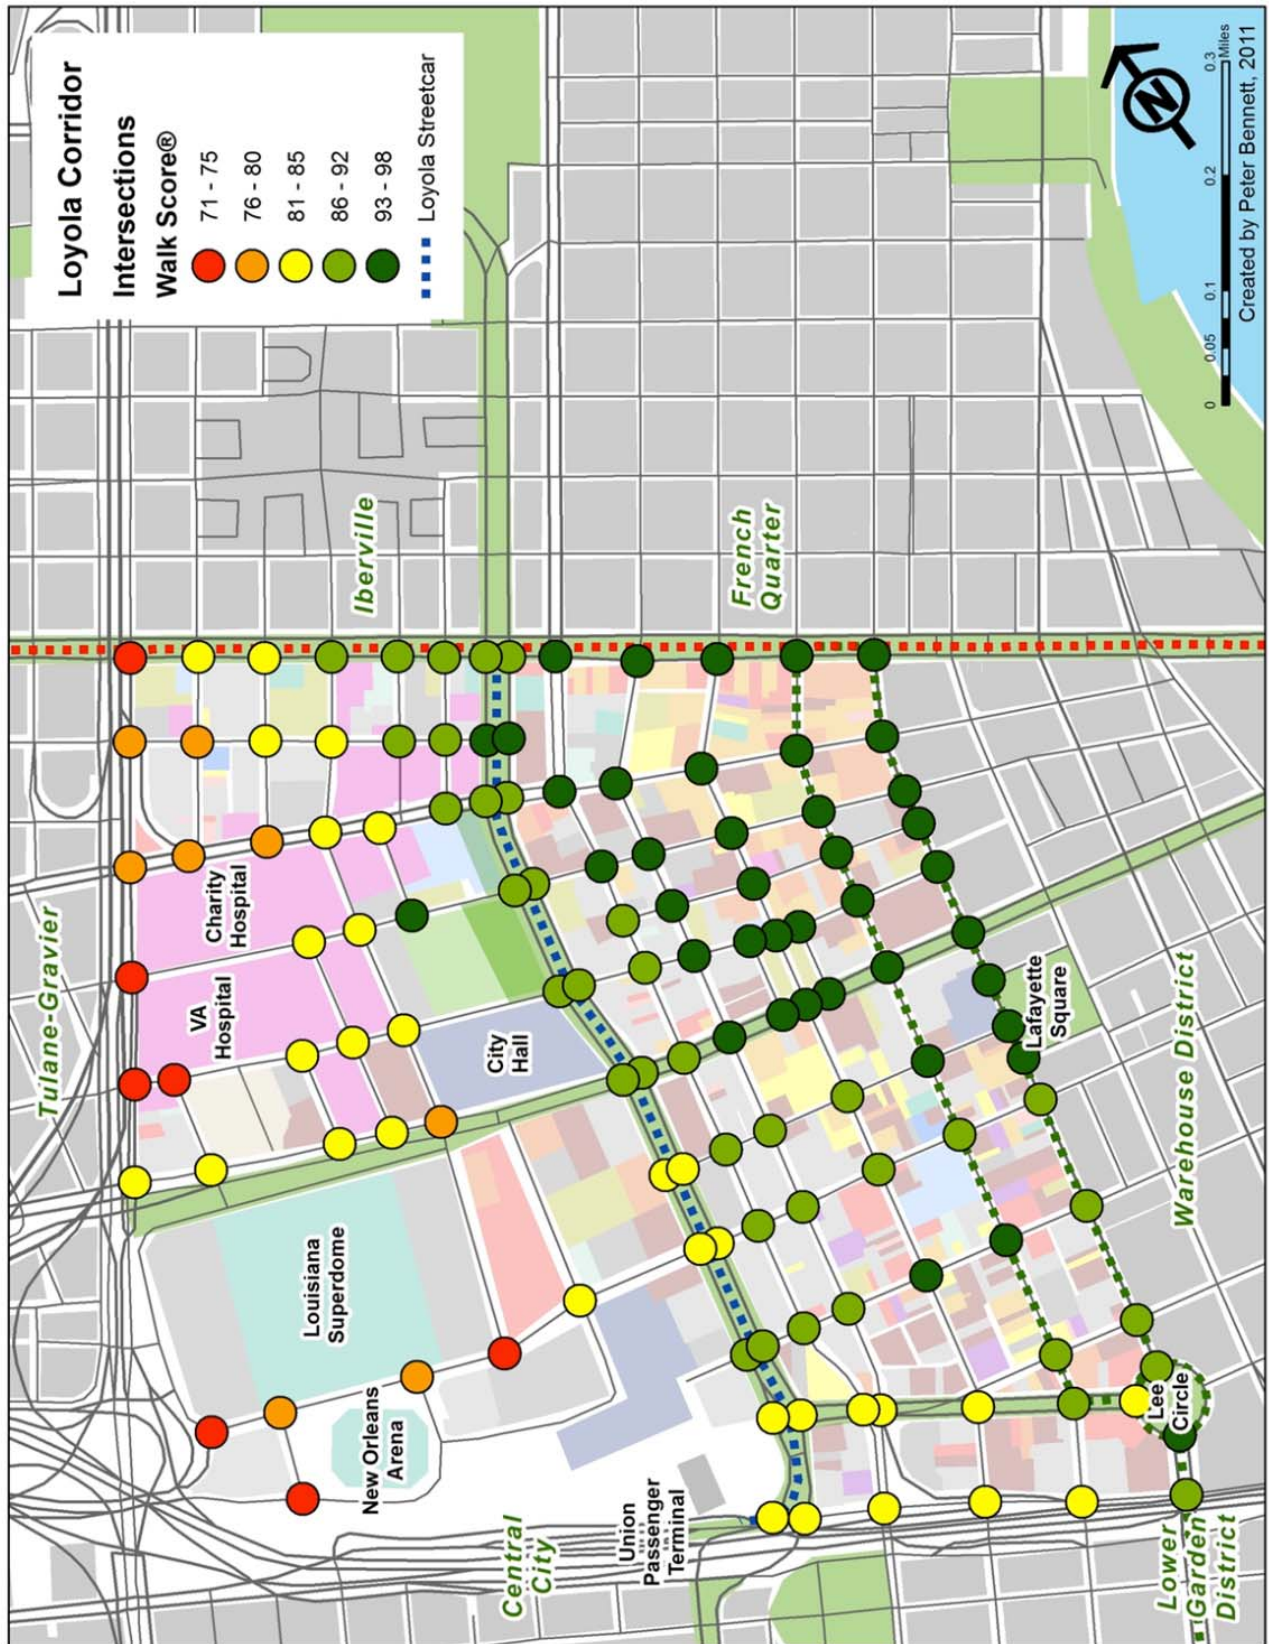 Loyola Corridor
Intersections
Walk Score®
71 - 75
76 - 80
81 - 85
86 - 92
93 - 98
Loyola Streetcar
Tulane-Gravier
Iberville
French
Quarter
Charity
Hospital
VA
Hospital
City
Hall
Louisiana
Superdome
New Orleans
Arena
Union
Passenger
Terminal
Central
City
Lafayette
Square
Warehouse District
Lee
Circle
Lower
Garden
District
N
0 0.05 0.1 0.2 0.3
Miles
Created by Peter Bennett, 2011